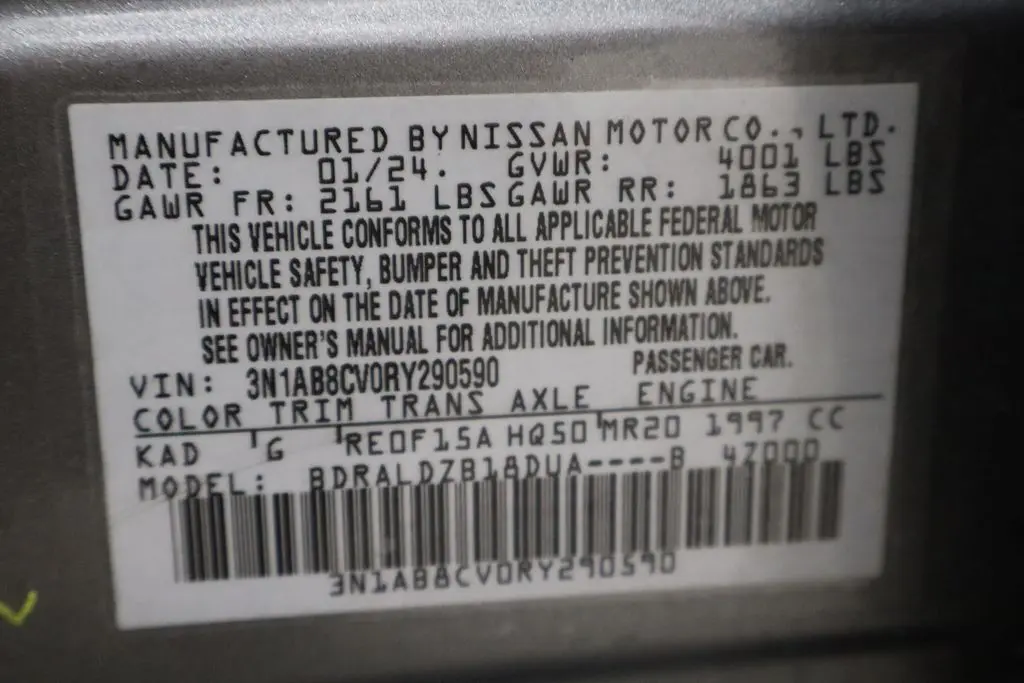 MANUFACTURED BY NISSAN MOTOR CO., LTD.
DATE: 01/24. GVWR: 4001 LBS
GAWR FR: 2161 LBS GAWR RR: 1863 LBS
THIS VEHICLE CONFORMS TO ALL APPLICABLE FEDERAL MOTOR
VEHICLE SAFETY, BUMPER AND THEFT PREVENTION STANDARDS
IN EFFECT ON THE DATE OF MANUFACTURE SHOWN ABOVE.
SEE OWNER'S MANUAL FOR ADDITIONAL INFORMATION.
VIN: 3N1AB8CV0RY290590 PASSENGER CAR.
COLOR TRIM TRANS AXLE ENGINE
KAD G RE0F15A HQ50 MR20 1997 CC
MODEL: BDRALDZB18DUA----B 4Z000
3N1AB8CV0RY290590